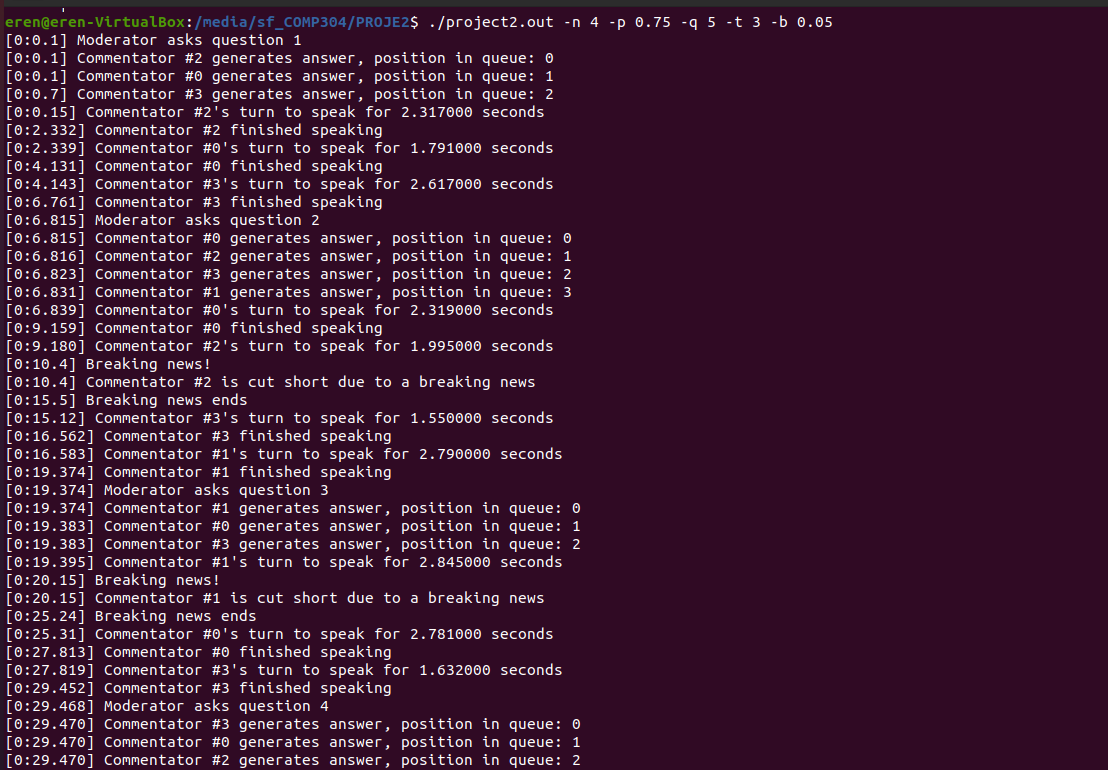 eren@eren-VirtualBox:/media/sf_COMP304/PROJE2$ ./project2.out -n 4 -p 0.75 -q 5 -t 3 -b 0.05
[0:0.1] Moderator asks question 1
[0:0.1] Commentator #2 generates answer, position in queue: 0
[0:0.1] Commentator #0 generates answer, position in queue: 1
[0:0.7] Commentator #3 generates answer, position in queue: 2
[0:0.15] Commentator #2's turn to speak for 2.317000 seconds
[0:2.332] Commentator #2 finished speaking
[0:2.339] Commentator #0's turn to speak for 1.791000 seconds
[0:4.131] Commentator #0 finished speaking
[0:4.143] Commentator #3's turn to speak for 2.617000 seconds
[0:6.761] Commentator #3 finished speaking
[0:6.815] Moderator asks question 2
[0:6.815] Commentator #0 generates answer, position in queue: 0
[0:6.816] Commentator #2 generates answer, position in queue: 1
[0:6.823] Commentator #3 generates answer, position in queue: 2
[0:6.831] Commentator #1 generates answer, position in queue: 3
[0:6.839] Commentator #0's turn to speak for 2.319000 seconds
[0:9.159] Commentator #0 finished speaking
[0:9.180] Commentator #2's turn to speak for 1.995000 seconds
[0:10.4] Breaking news!
[0:10.4] Commentator #2 is cut short due to a breaking news
[0:15.5] Breaking news ends
[0:15.12] Commentator #3's turn to speak for 1.550000 seconds
[0:16.562] Commentator #3 finished speaking
[0:16.583] Commentator #1's turn to speak for 2.790000 seconds
[0:19.374] Commentator #1 finished speaking
[0:19.374] Moderator asks question 3
[0:19.374] Commentator #1 generates answer, position in queue: 0
[0:19.383] Commentator #0 generates answer, position in queue: 1
[0:19.383] Commentator #3 generates answer, position in queue: 2
[0:19.395] Commentator #1's turn to speak for 2.845000 seconds
[0:20.15] Breaking news!
[0:20.15] Commentator #1 is cut short due to a breaking news
[0:25.24] Breaking news ends
[0:25.31] Commentator #0's turn to speak for 2.781000 seconds
[0:27.813] Commentator #0 finished speaking
[0:27.819] Commentator #3's turn to speak for 1.632000 seconds
[0:29.452] Commentator #3 finished speaking
[0:29.468] Moderator asks question 4
[0:29.470] Commentator #3 generates answer, position in queue: 0
[0:29.470] Commentator #0 generates answer, position in queue: 1
[0:29.470] Commentator #2 generates answer, position in queue: 2